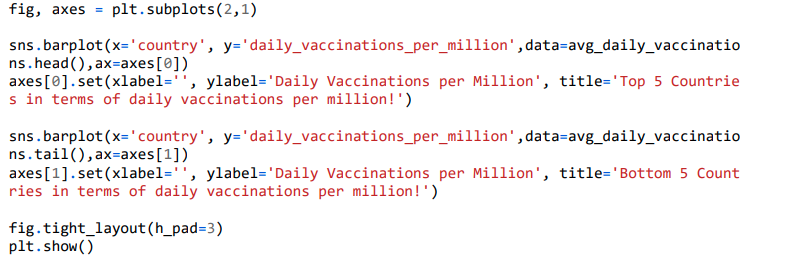 fig, axes = plt.subplots(2,1)
sns.barplot(x='country', y='daily_vaccinations_per_million',data=avg_daily_vaccinatio
ns.head(),ax=axes[0])
axes[0].set(xlabel='', ylabel='Daily Vaccinations per Million', title='Top 5 Countrie
s in terms of daily vaccinations per million!')
sns.barplot(x='country', y='daily_vaccinations_per_million',data=avg_daily_vaccinatio
ns.tail(),ax=axes[1])
axes[1].set(xlabel='', ylabel='Daily Vaccinations per Million', title='Bottom 5 Count
ries in terms of daily vaccinations per million!')
fig.tight_layout(h_pad=3)
plt.show()